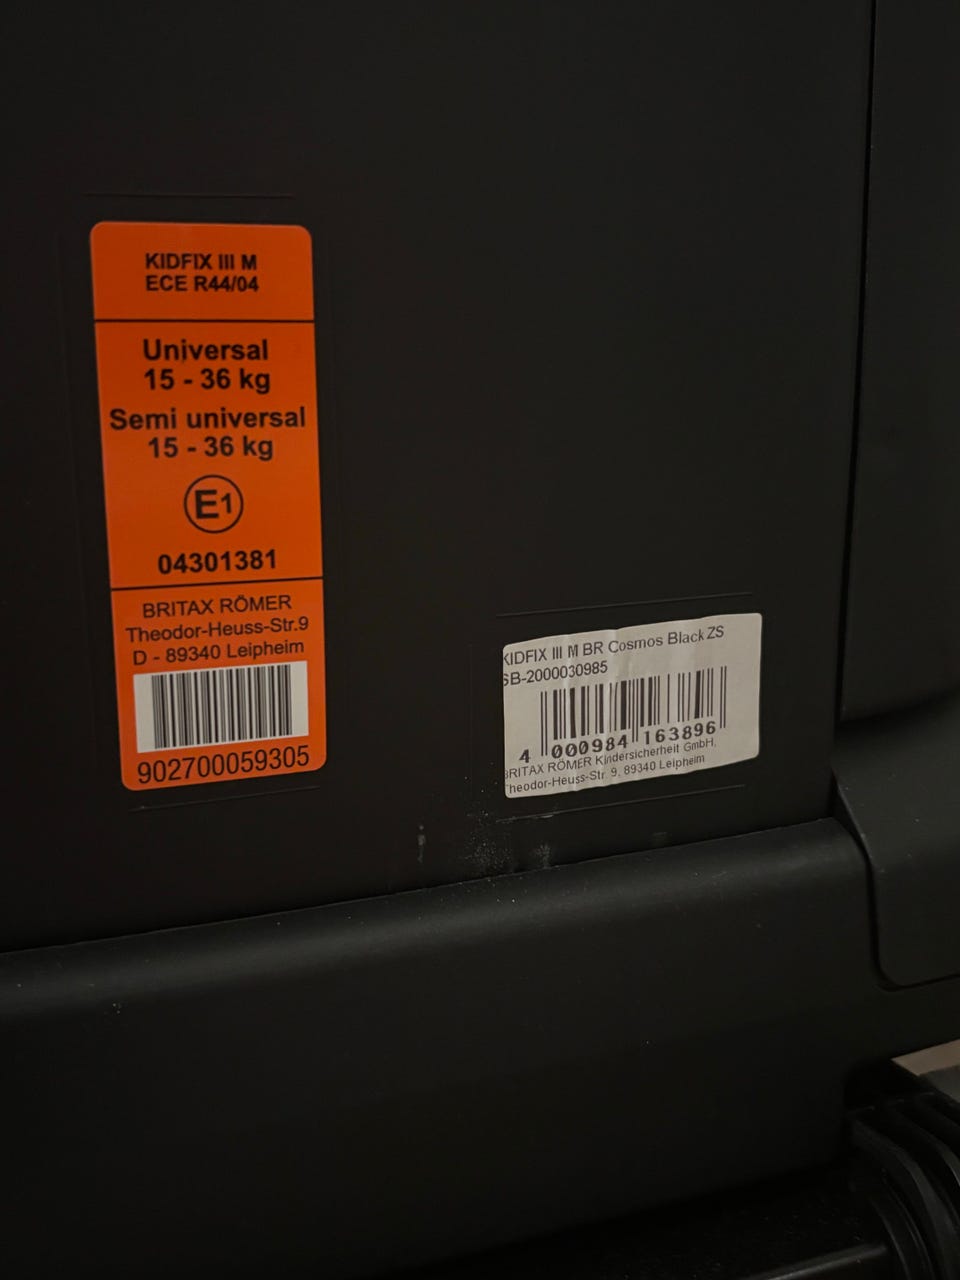 KIDFIX III M
ECE R44/04
Universal
15 - 36 kg
Semi universal
15 - 36 kg
E1
04301381
BRITAX RÖMER
Theodor-Heuss-Str.9
D - 89340 Leipheim
902700059305
KIDFIX III M BR Cosmos Black ZS
SB-2000030985
4 000984 163896
BRITAX RÖMER Kindersicherheit GmbH,
Theodor-Heuss-Str. 9, 89340 Leipheim